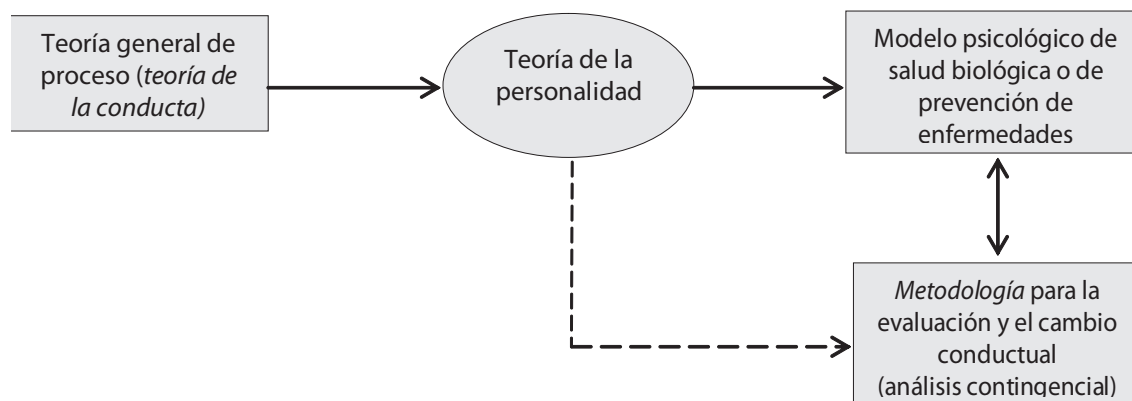 Teoría general de
proceso (teoría de
la conducta)
Teoría de la
personalidad
Modelo psicológico de
salud biológica o de
prevención de
enfermedades
Metodología para la
evaluación y el cambio
conductual
(análisis contingencial)